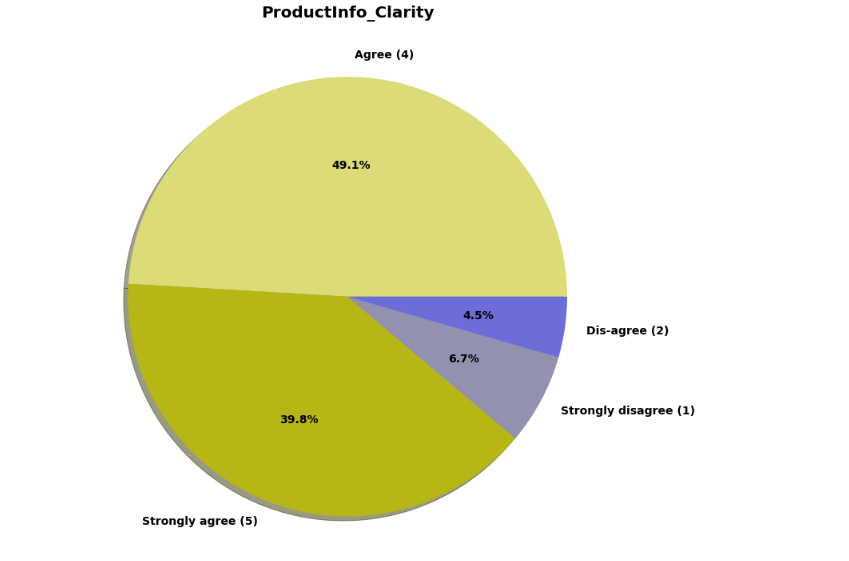 ProductInfo_Clarity
Agree (4)
49.1%
4.5%
Dis-agree (2)
6.7%
Strongly disagree (1)
39.8%
Strongly agree (5)